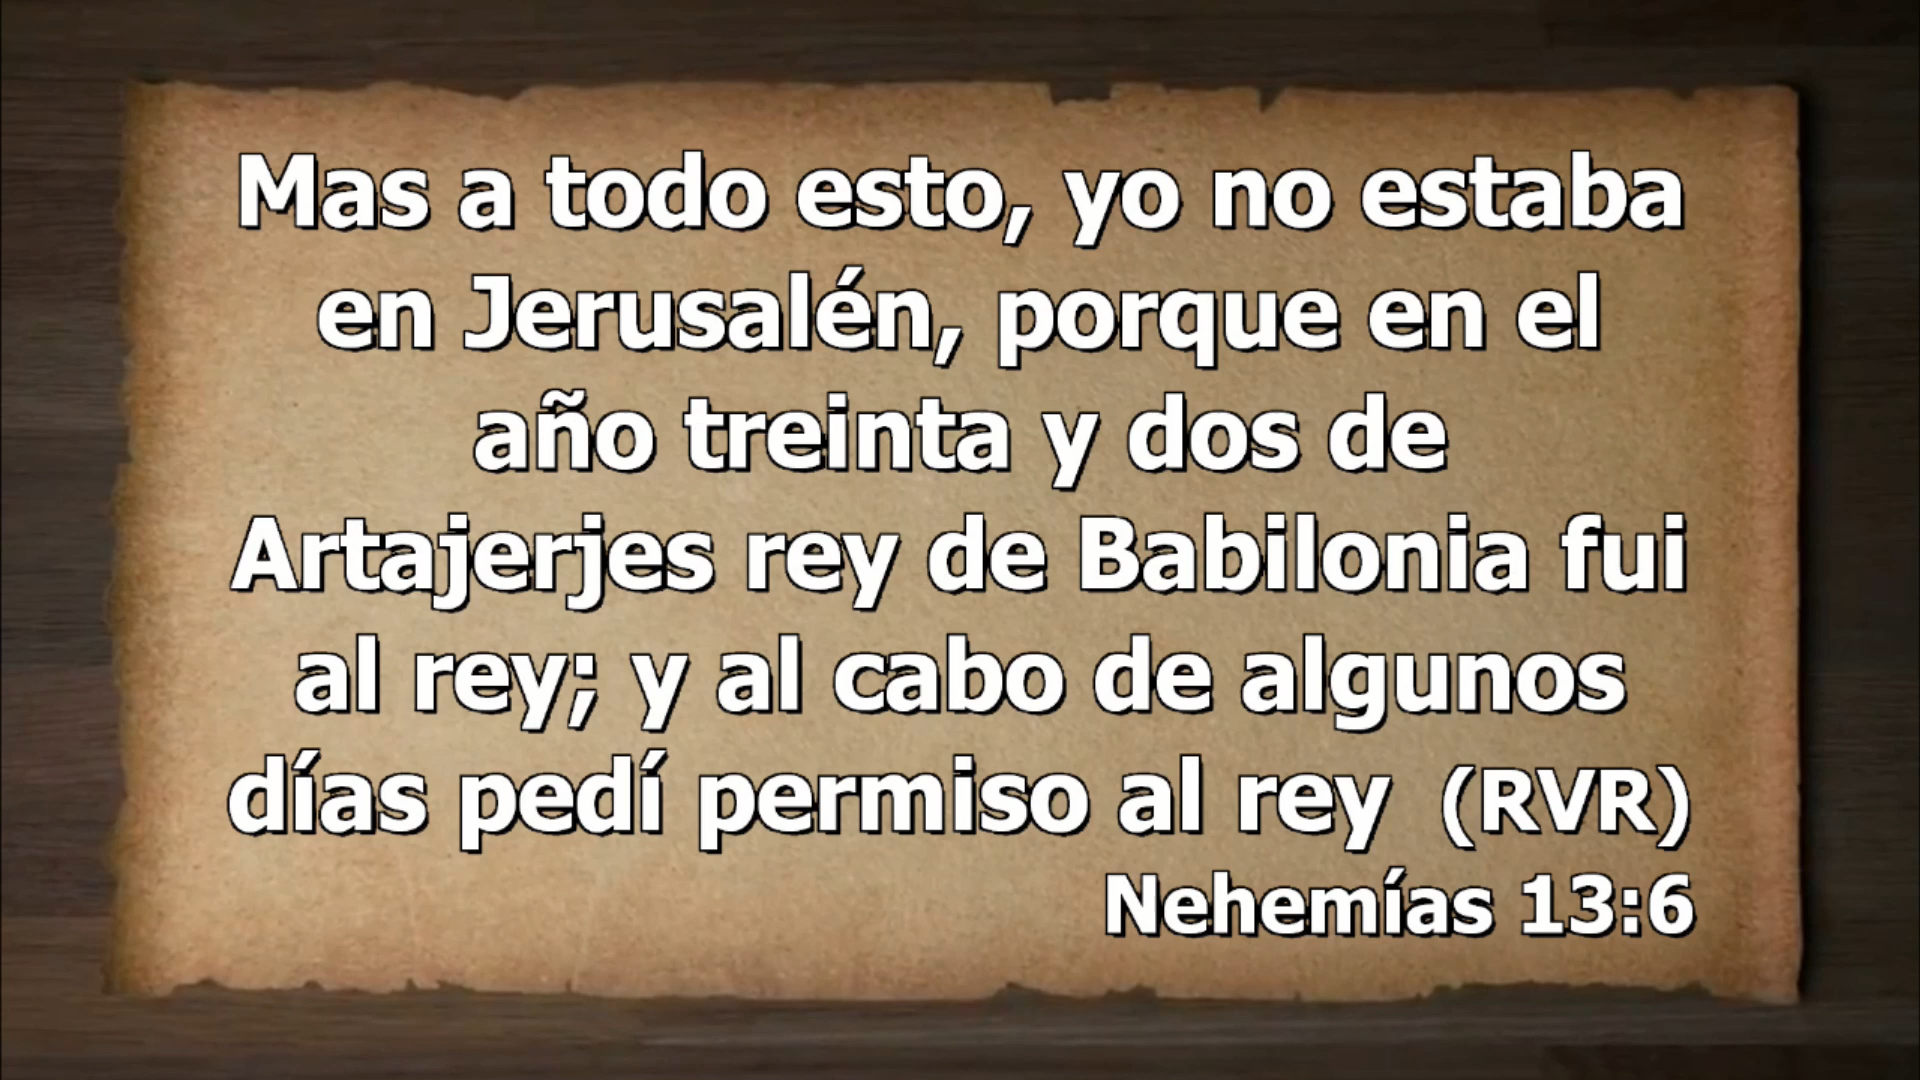 Mas a todo esto, yo no estaba
en Jerusalén, porque en el
año treinta y dos de
Artajerjes rey de Babilonia fui
al rey; y al cabo de algunos
días pedí permiso al rey (RVR)
Nehemías 13:6